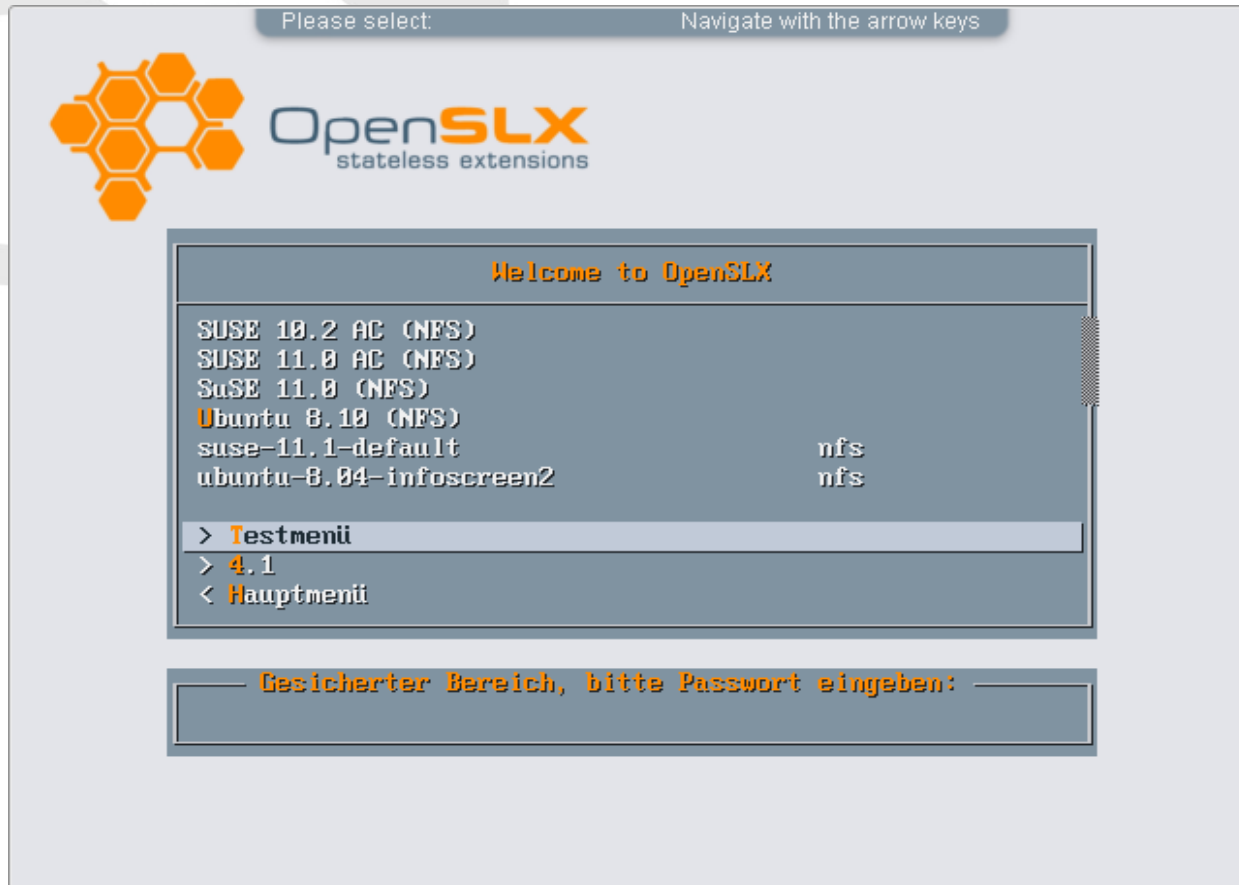 Please select: Navigate with the arrow keys
OpenSLX
stateless extensions
Welcome to OpenSLX
SUSE 10.2 AC (NFS)
SUSE 11.0 AC (NFS)
SuSE 11.0 (NFS)
Ubuntu 8.10 (NFS)
suse-11.1-default nfs
ubuntu-8.04-infoscreen2 nfs
> Testmenü
> 4.1
< Hauptmenü
Gesicherter Bereich, bitte Passwort eingeben: